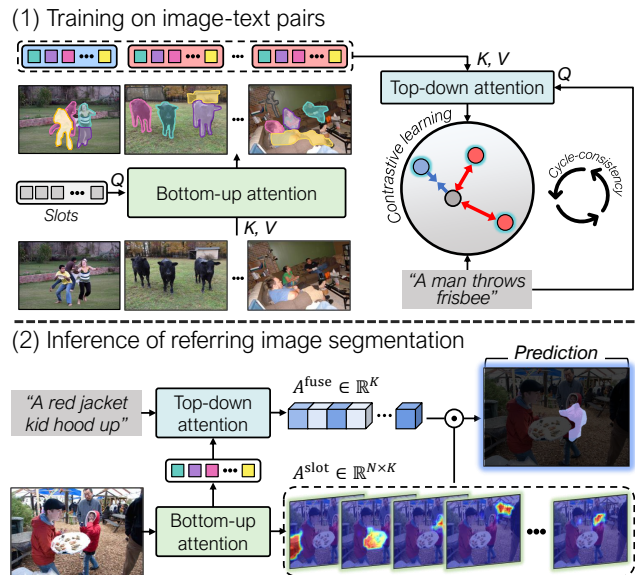 (1) Training on image-text pairs
K, V
Q
Top-down attention
Contrastive learning
Cycle-consistency
Q
Bottom-up attention
Slots
K, V
"A man throws
frisbee"
(2) Inference of referring image segmentation
Prediction
"A red jacket
kid hood up"
Top-down
attention
A^fuse ∈ ℝ^K
A^slot ∈ ℝ^{N×K}
Bottom-up
attention